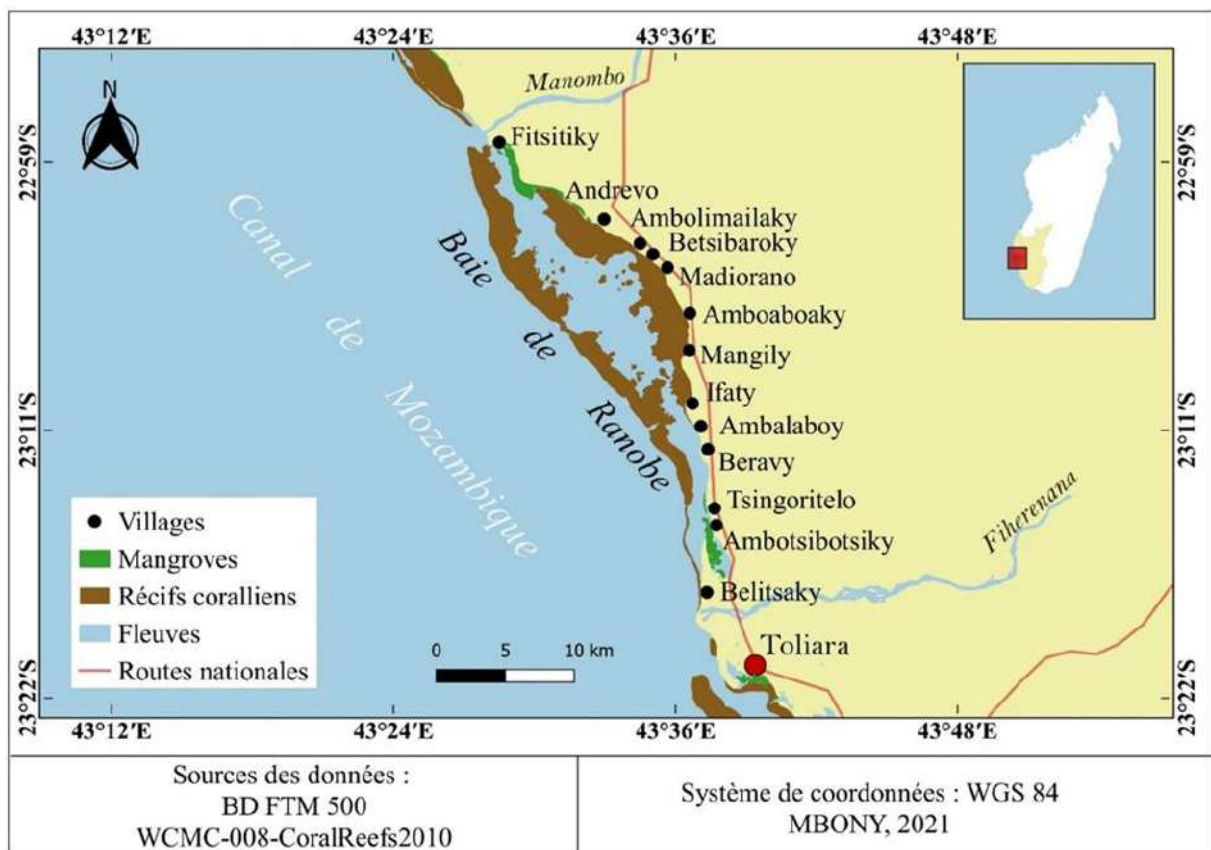 43°12′E
43°24′E
43°36′E
43°48′E
N
Manombo
Fitsitiky
22°59′S
22°59′S
Andrevo
Ambolimailaky
Betsibaroky
Madiorano
Canal
de
Mozambique
Baie
de
Ranobe
Amboaboaky
Mangily
Ifaty
23°11′S
23°11′S
Ambalaboy
Beravy
Tsingoritelo
Ambotsibotsiky
Fiherenana
Belitsaky
Toliara
Villages
Mangroves
Récifs coralliens
Fleuves
Routes nationales
0 5 10 km
23°22′S
23°22′S
43°12′E
43°24′E
43°36′E
43°48′E
Sources des données :
BD FTM 500
WCMC-008-CoralReefs2010
Système de coordonnées : WGS 84
MBONY, 2021